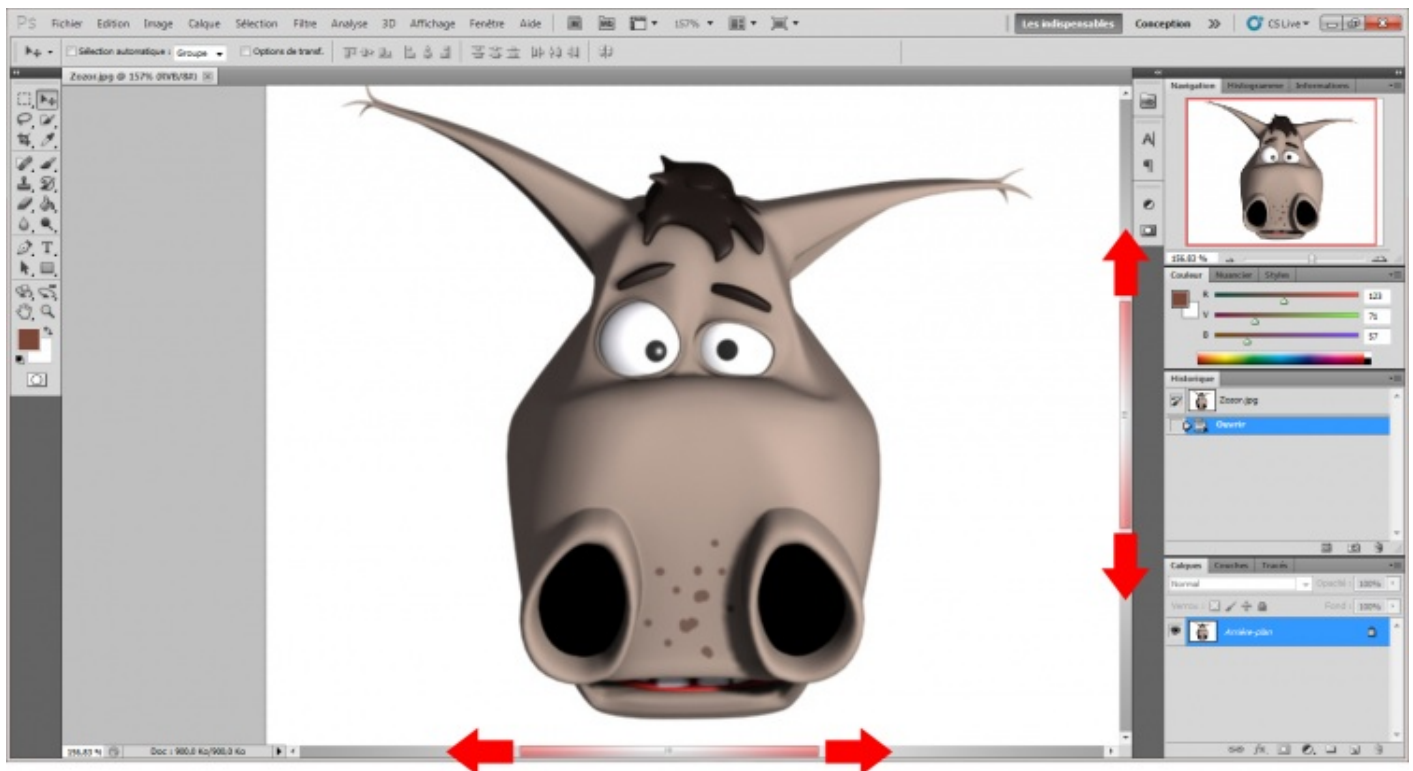 PS Fichier Edition Image Calque Sélection Filtre Analyse 3D Affichage Fenêtre Aide Br Mb 157% Les indispensables Conception CS Live
Sélection automatique : Groupe Options de transf.
Zozor.jpg @ 157% (RVB/8#)
Navigation Histogramme Informations
156,83 %
Couleur Nuancier Styles
R 123
V 76
B 57
Historique
Zozor.jpg
Ouvrir
Calques Couches Tracés
Normal Opacité : 100%
Verrou : Fond : 100%
Arrière-plan
156,83 % Doc : 900,0 Ko/900,0 Ko